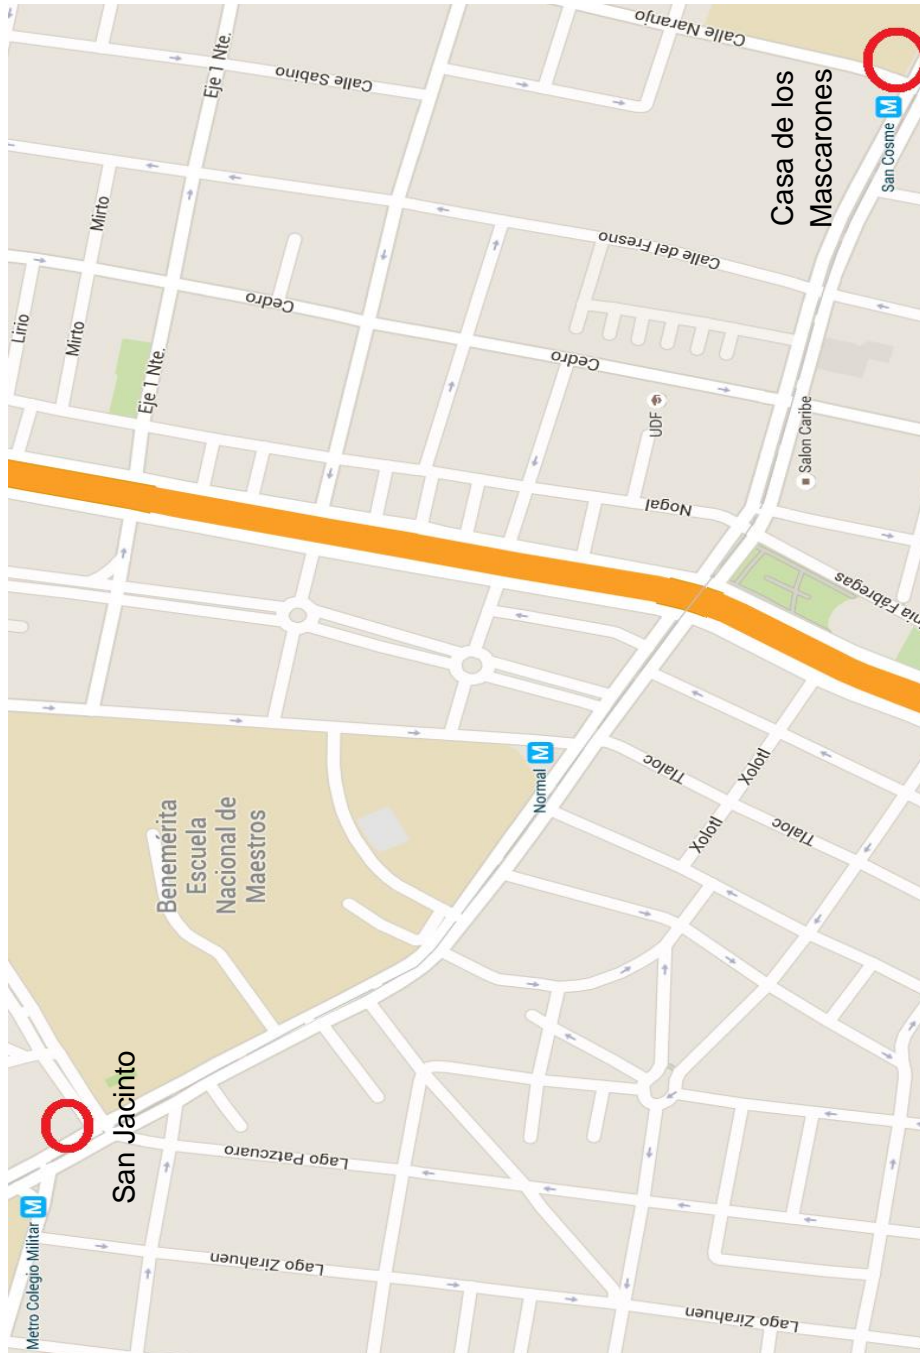 Metro Colegio Militar
M
San Jacinto
Benemérita
Escuela
Nacional de
Maestros
Lago Patzcuaro
Lago Zirahuen
Lago Zirahuen
Normal
M
Tlaloc
Tlaloc
Xolotl
Xolotl
Lirio
Mirto
Mirto
Eje 1 Nte.
Eje 1 Nte.
Calle Sabino
Calle Naranjo
Cedro
Cedro
Calle del Fresno
UDF
Nogal
Salon Caribe
nia Fábregas
Casa de los
Mascarones
San Cosme
M